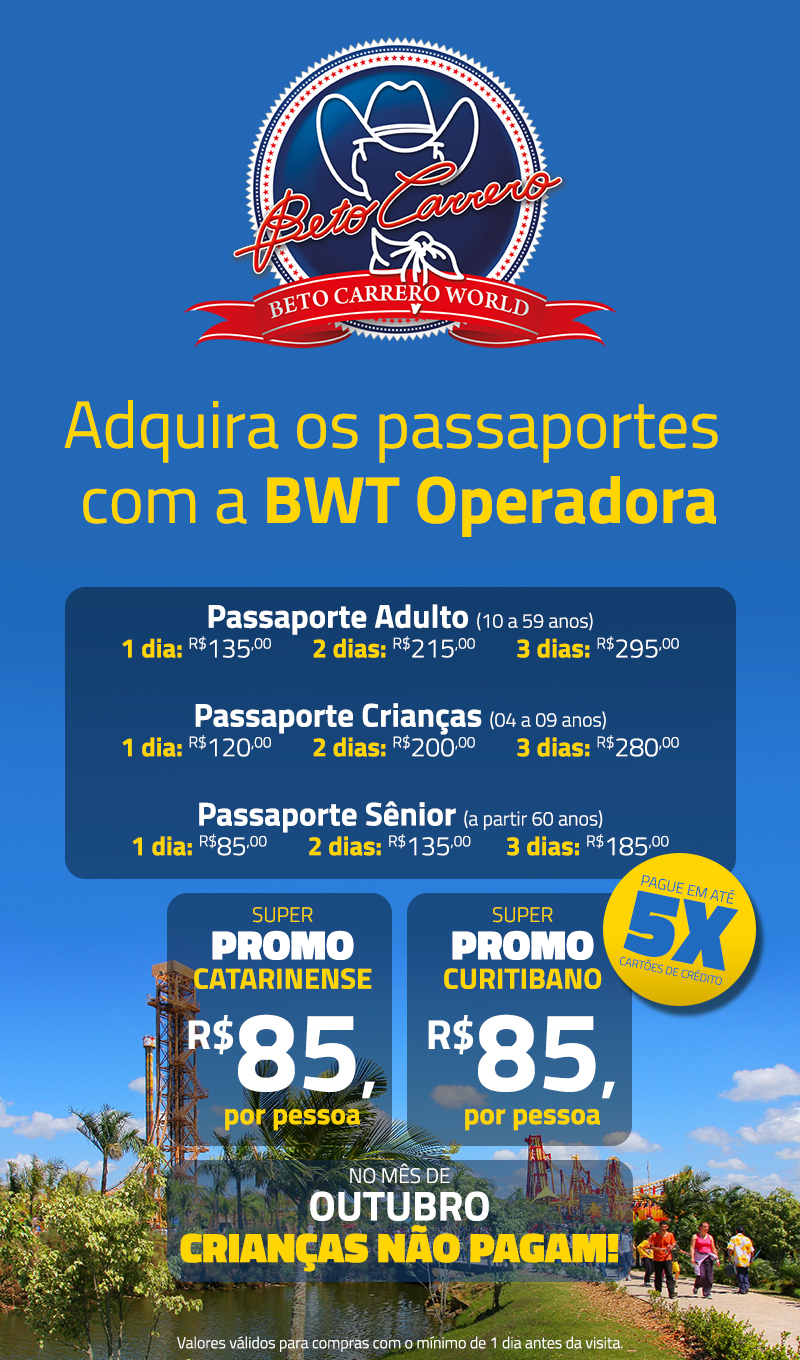 Beto Carrero
BETO CARRERO WORLD
Adquira os passaportes
com a BWT Operadora
Passaporte Adulto (10 a 59 anos)
1 dia: R$135,00 2 dias: R$215,00 3 dias: R$295,00
Passaporte Crianças (04 a 09 anos)
1 dia: R$120,00 2 dias: R$200,00 3 dias: R$280,00
Passaporte Sênior (a partir 60 anos)
1 dia: R$85,00 2 dias: R$135,00 3 dias: R$185,00
PAGUE EM ATÉ
5X
CARTÕES DE CRÉDITO
SUPER
PROMO
CATARINENSE
R$85,
por pessoa
SUPER
PROMO
CURITIBANO
R$85,
por pessoa
NO MÊS DE
OUTUBRO
CRIANÇAS NÃO PAGAM!
Valores válidos para compras com o mínimo de 1 dia antes da visita.